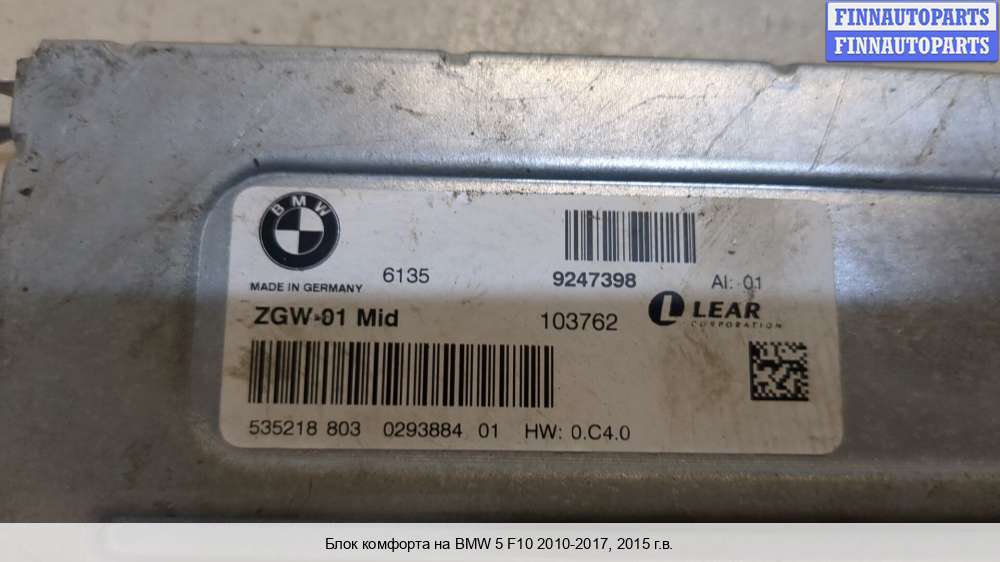 FINNAUTOPARTS
FINNAUTOPARTS
BMW
MADE IN GERMANY
6135
9247398
AI: 01
ZGW-01 Mid
103762
LEAR
CORPORATION
535218 803 0293884 01 HW: 0.C4.0
Блок комфорта на BMW 5 F10 2010-2017, 2015 г.в.